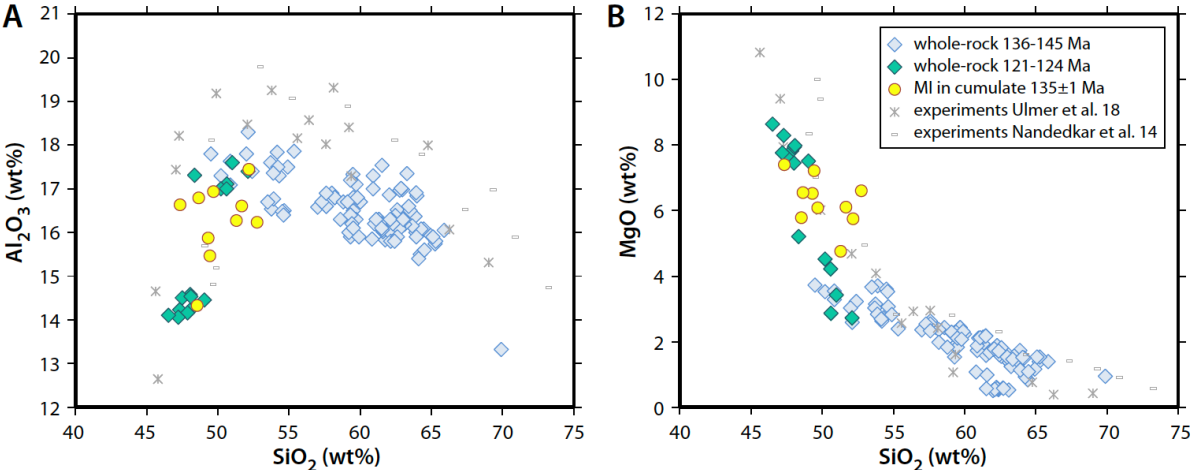 A
Al2O3 (wt%)
21
20
19
18
17
16
15
14
13
12
40 45 50 55 60 65 70 75
SiO2 (wt%)
B
MgO (wt%)
12
10
8
6
4
2
0
40 45 50 55 60 65 70 75
SiO2 (wt%)
whole-rock 136-145 Ma
whole-rock 121-124 Ma
MI in cumulate 135±1 Ma
experiments Ulmer et al. 18
experiments Nandedkar et al. 14